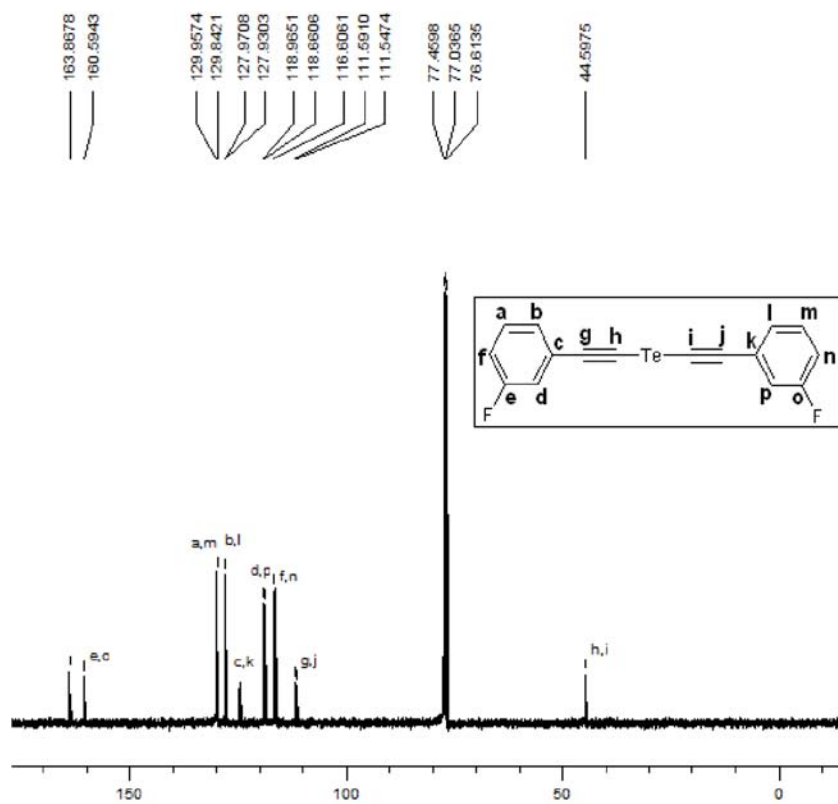 163.8678
160.5943
129.9574
129.8421
127.9708
127.9303
118.9651
118.6606
116.6061
111.5910
111.5474
77.4598
77.0365
76.6135
44.5975
a b g h i j l m
f c Te k n
e d p o
F F
a,m b,l
d,p f,n
e,o c,k g,j h,i
150 100 50 0